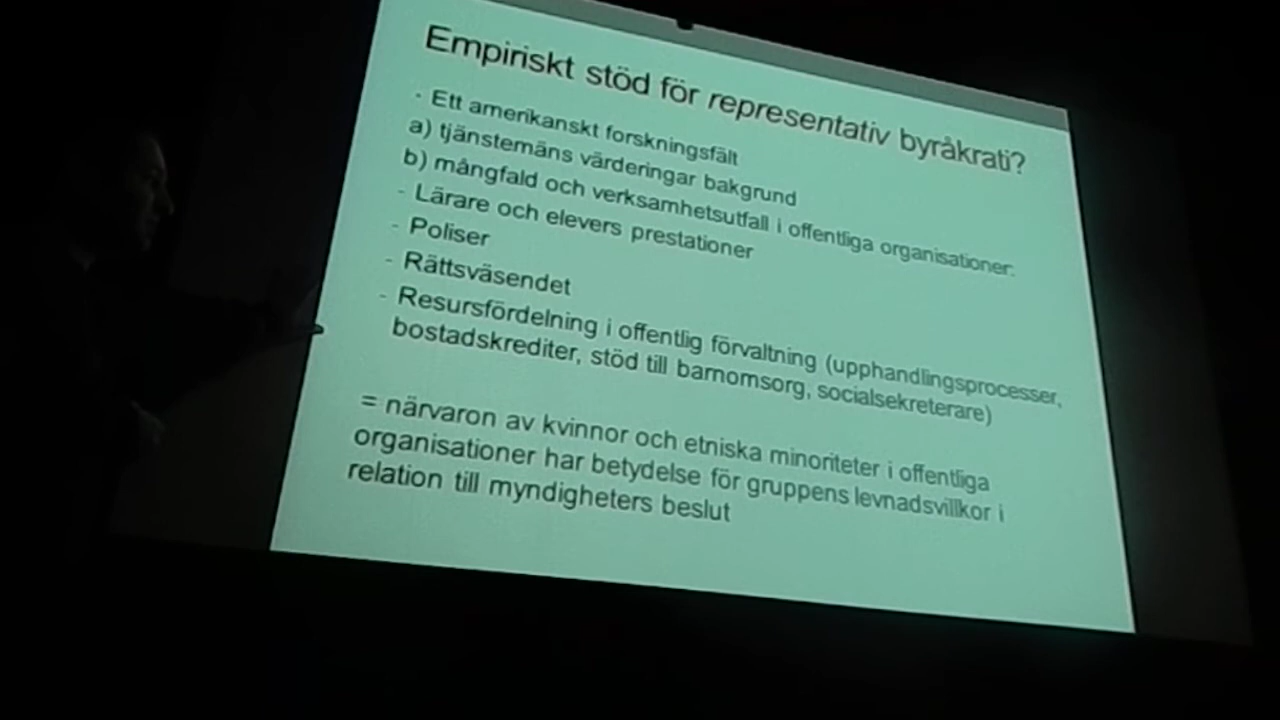 Empiriskt stöd för representativ byråkrati?
- Ett amerikanskt forskningsfält
a) tjänstemäns värderingar bakgrund
b) mångfald och verksamhetsutfall i offentliga organisationer:
- Lärare och elevers prestationer
- Poliser
- Rättsväsendet
- Resursfördelning i offentlig förvaltning (upphandlingsprocesser,
bostadskrediter, stöd till barnomsorg, socialsekreterare)
= närvaron av kvinnor och etniska minoriteter i offentliga
organisationer har betydelse för gruppens levnadsvillkor i
relation till myndigheters beslut